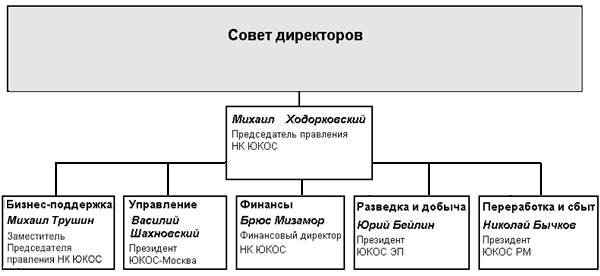 Совет директоров
Михаил Ходорковский
Председатель правления
НК ЮКОС
Бизнес-поддержка
Михаил Трушин
Заместитель
Председателя
правления НК ЮКОС
Управление
Василий
Шахновский
Президент
ЮКОС-Москва
Финансы
Брюс Мизамор
Финансовый директор
НК ЮКОС
Разведка и добыча
Юрий Бейлин
Президент
ЮКОС ЭП
Переработка и сбыт
Николай Бычков
Президент
ЮКОС РМ